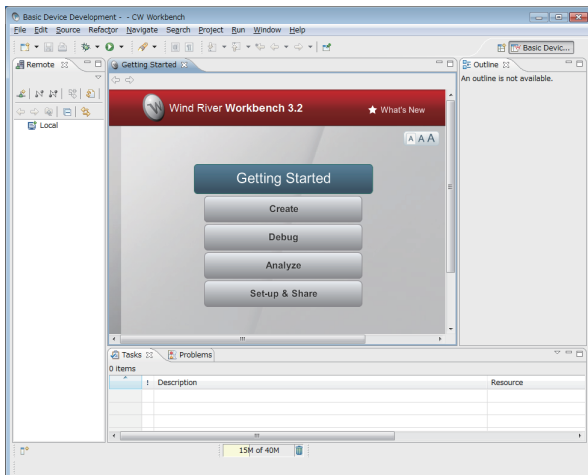 Basic Device Development - - CW Workbench
File Edit Source Refactor Navigate Search Project Run Window Help
Basic Devic...
Remote
Local
Getting Started
Wind River Workbench 3.2
What's New
A A A
Getting Started
Create
Debug
Analyze
Set-up & Share
Outline
An outline is not available.
Tasks Problems
0 items
! Description Resource
15M of 40M